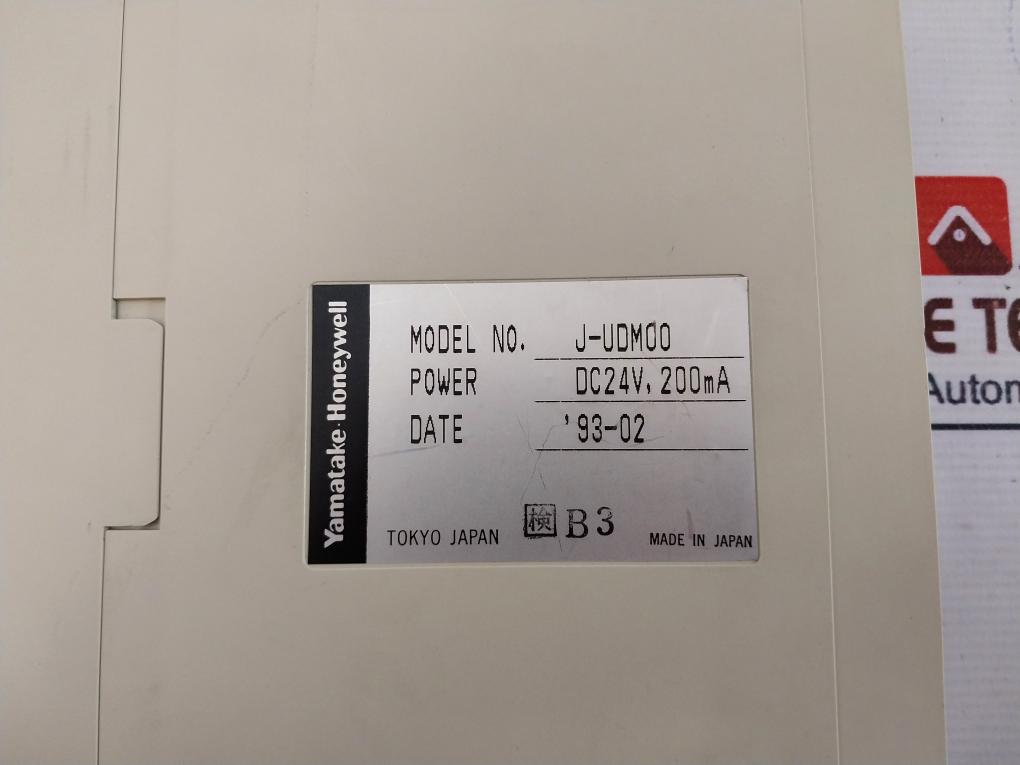 Yamatake·Honeywell
MODEL NO. J-UDM00
POWER DC24V, 200mA
DATE '93-02
TOKYO JAPAN 検 B3 MADE IN JAPAN
E TE
Autom